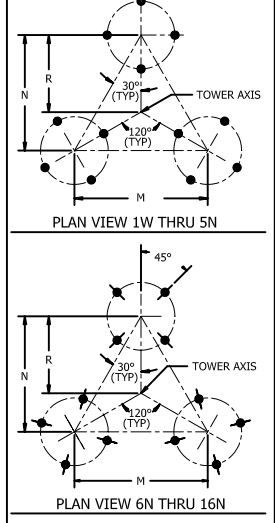 R
N
30°
(TYP)
TOWER AXIS
120°
(TYP)
M
PLAN VIEW 1W THRU 5N
45°
R
N
30°
(TYP)
TOWER AXIS
120°
(TYP)
M
PLAN VIEW 6N THRU 16N